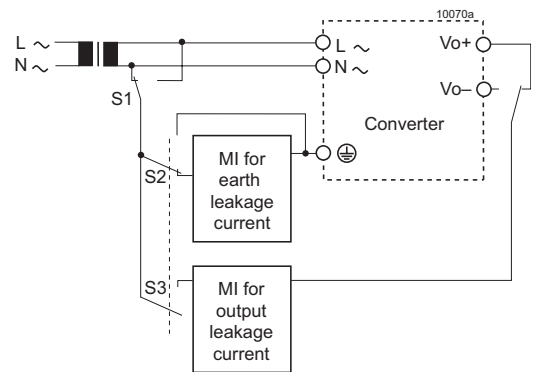 10070a
L ∼
N ∼
L ∼
N ∼
Vo+
Vo–
S1
Converter
S2
MI for
earth
leakage
current
S3
MI for
output
leakage
current